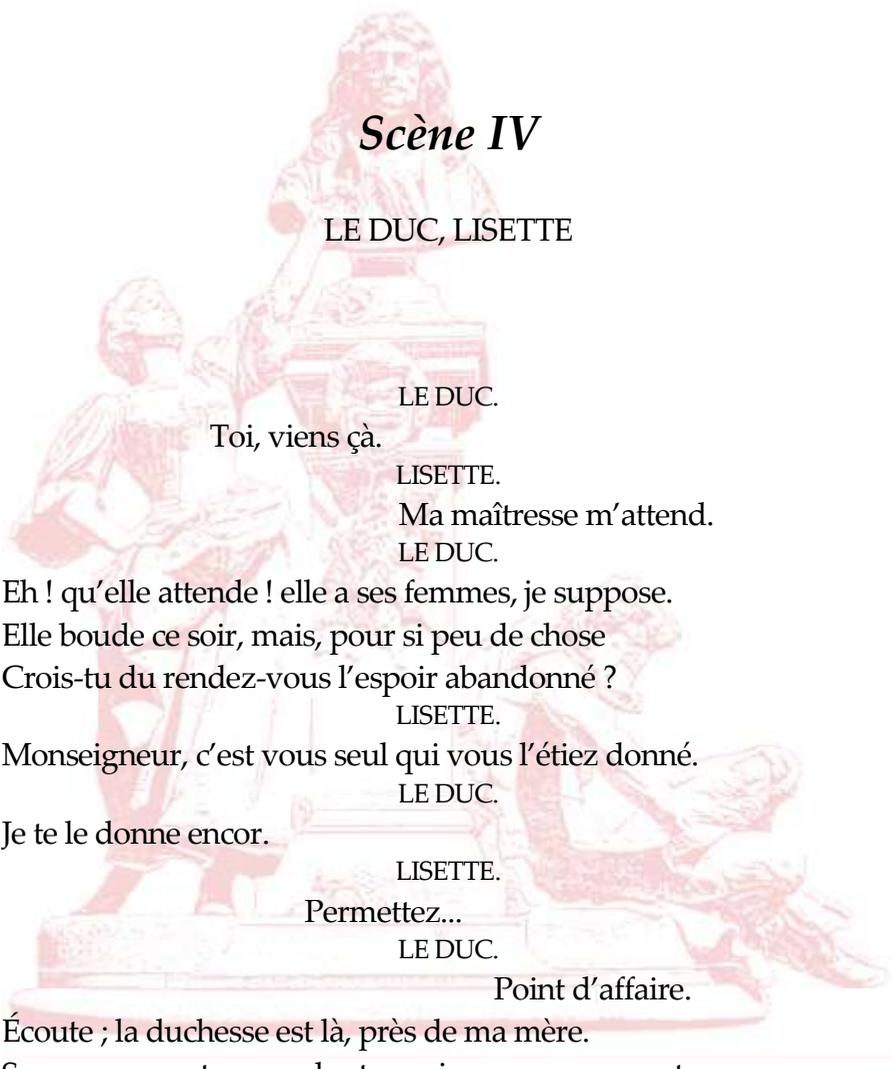 Scène IV
LE DUC, LISETTE
LE DUC.
Toi, viens çà.
LISETTE.
Ma maîtresse m’attend.
LE DUC.
Eh ! qu’elle attende ! elle a ses femmes, je suppose.
Elle boude ce soir, mais, pour si peu de chose
Crois-tu du rendez-vous l’espoir abandonné ?
LISETTE.
Monseigneur, c’est vous seul qui vous l’étiez donné.
LE DUC.
Je te le donne encor.
LISETTE.
Permettez...
LE DUC.
Point d’affaire.
Écoute ; la duchesse est là, près de ma mère.